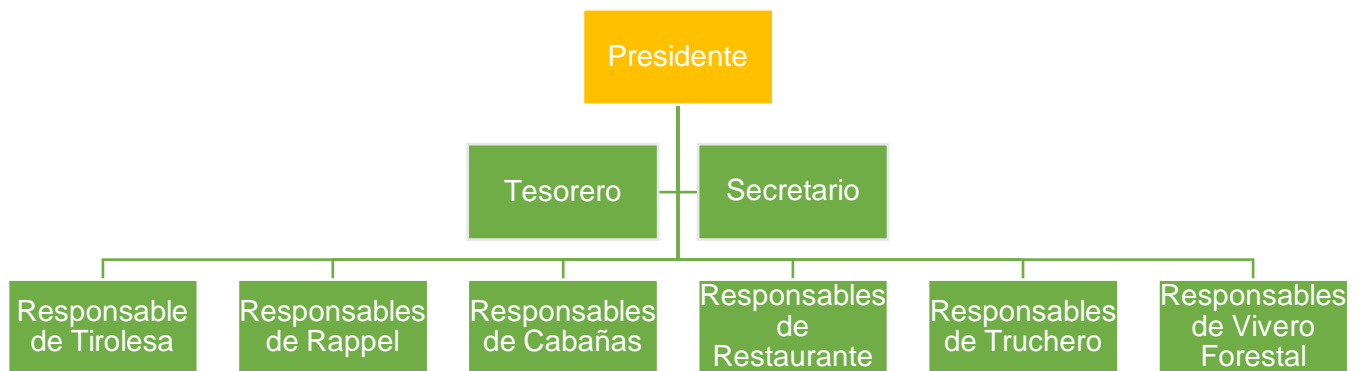 Presidente
Tesorero
Secretario
Responsable
de Tirolesa
Responsables
de Rappel
Responsables
de Cabañas
Responsables
de
Restaurante
Responsables
de Truchero
Responsables
de Vivero
Forestal